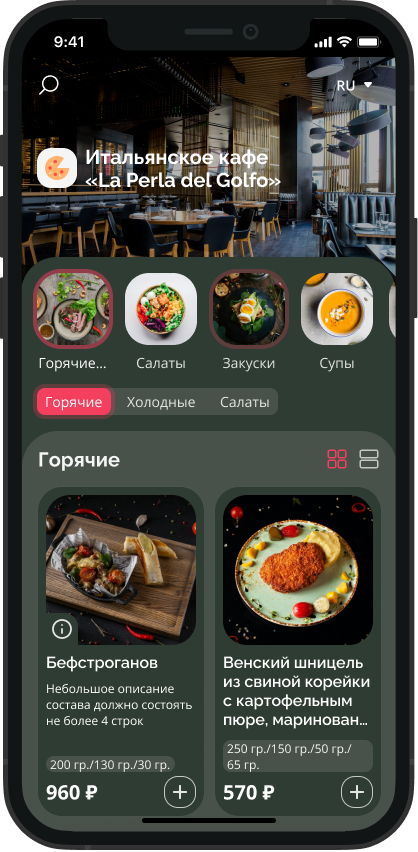 9:41
RU
Итальянское кафе
«La Perla del Golfo»
Горячие...
Салаты
Закуски
Супы
Горячие
Холодные
Салаты
Горячие
Бефстроганов
Небольшое описание
состава должно состоять
не более 4 строк
200 гр./130 гр./30 гр.
960 ₽
Венский шницель
из свиной корейки
с картофельным
пюре, маринован...
250 гр./150 гр./50 гр./
65 гр.
570 ₽